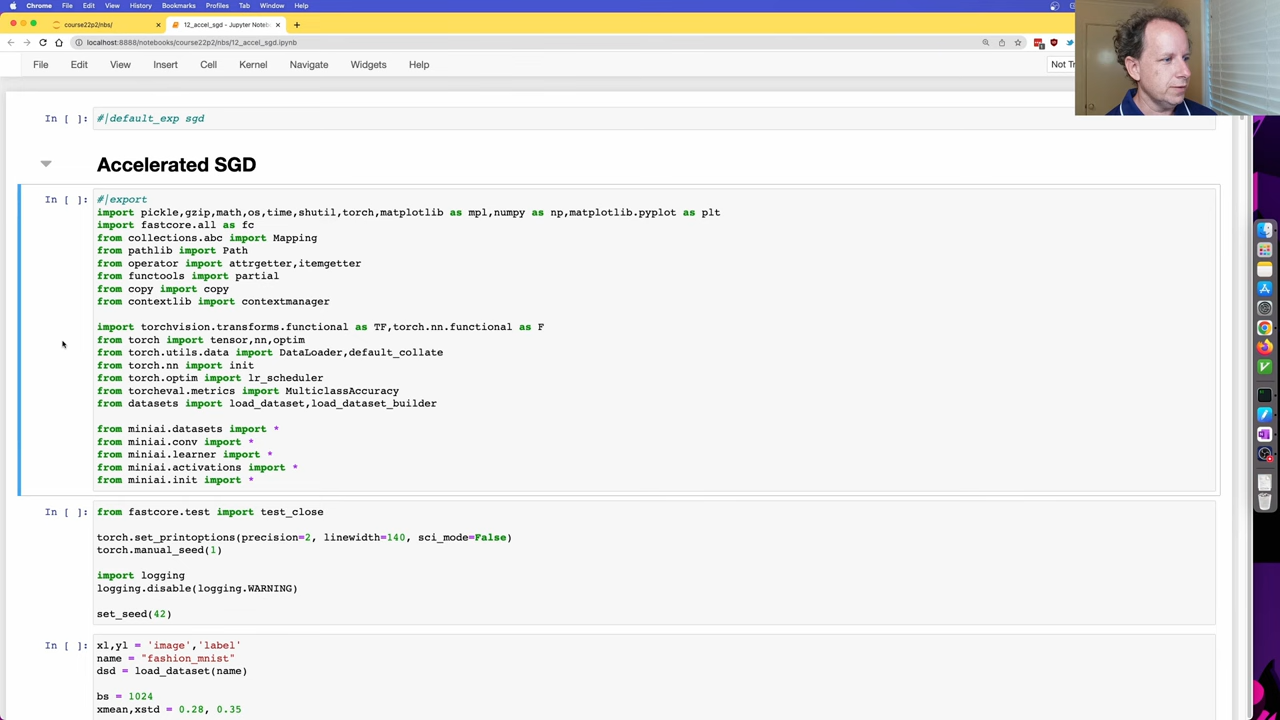 Chrome File Edit View History Bookmarks Profiles Tab Window Help
course22p2/nbs/ × 12_accel_sgd - Jupyter Noteb × +
localhost:8888/notebooks/course22p2/nbs/12_accel_sgd.ipynb
File Edit View Insert Cell Kernel Navigate Widgets Help Not Tr
In [ ]: #|default_exp sgd
Accelerated SGD
In [ ]: #|export
import pickle,gzip,math,os,time,shutil,torch,matplotlib as mpl,numpy as np,matplotlib.pyplot as plt
import fastcore.all as fc
from collections.abc import Mapping
from pathlib import Path
from operator import attrgetter,itemgetter
from functools import partial
from copy import copy
from contextlib import contextmanager
import torchvision.transforms.functional as TF,torch.nn.functional as F
from torch import tensor,nn,optim
from torch.utils.data import DataLoader,default_collate
from torch.nn import init
from torch.optim import lr_scheduler
from torcheval.metrics import MulticlassAccuracy
from datasets import load_dataset,load_dataset_builder
from miniai.datasets import *
from miniai.conv import *
from miniai.learner import *
from miniai.activations import *
from miniai.init import *
In [ ]: from fastcore.test import test_close
torch.set_printoptions(precision=2, linewidth=140, sci_mode=False)
torch.manual_seed(1)
import logging
logging.disable(logging.WARNING)
set_seed(42)
In [ ]: xl,yl = 'image','label'
name = "fashion_mnist"
dsd = load_dataset(name)
bs = 1024
xmean,xstd = 0.28, 0.35